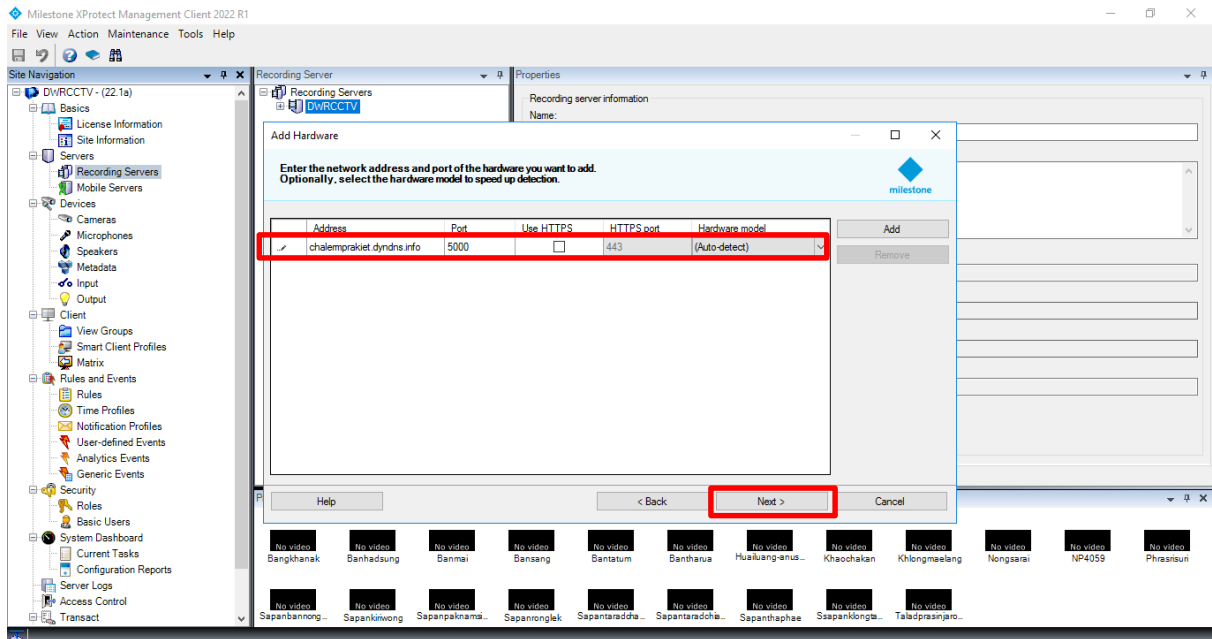 Milestone XProtect Management Client 2022 R1
File View Action Maintenance Tools Help
Site Navigation
DWRCCTV - (22.1a)
Basics
License Information
Site Information
Servers
Recording Servers
Mobile Servers
Devices
Cameras
Microphones
Speakers
Metadata
Input
Output
Client
View Groups
Smart Client Profiles
Matrix
Rules and Events
Rules
Time Profiles
Notification Profiles
User-defined Events
Analytics Events
Generic Events
Security
Roles
Basic Users
System Dashboard
Current Tasks
Configuration Reports
Server Logs
Access Control
Transact
Recording Server
Recording Servers
DWRCCTV
Properties
Recording server information
Name:
Add Hardware
Enter the network address and port of the hardware you want to add.
Optionally, select the hardware model to speed up detection.
milestone
Address Port Use HTTPS HTTPS port Hardware model
chalemprakiet.dyndns.info 5000 443 (Auto-detect)
Add
Remove
Help < Back Next > Cancel
No video No video No video No video No video No video No video No video No video No video No video No video
Bangkhanak Banhadsung Banmai Bansang Bantatum Bantharua Huailuang-anus... Khaochakan Khlongmaelang Nongsarai NP4059 Phrasrisuri
No video No video No video No video No video No video No video No video No video
Sapanbannong... Sapankiriwong Sapanpaknamsi... Sapanronglek Sapantaraddha... Sapantaradohia... Sapanthaphae Ssapanklongta... Taladprasinjaro...